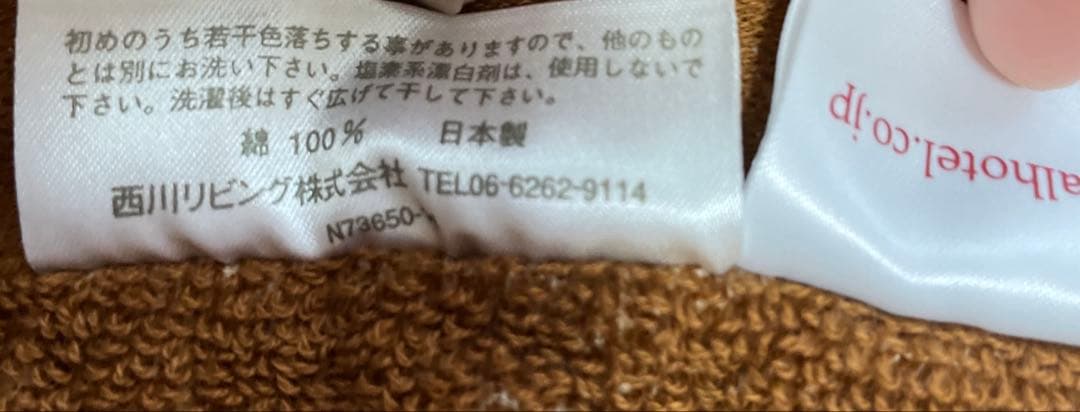 初めのうち若干色落ちする事がありますので、他のもの
とは別にお洗い下さい。塩素系漂白剤は、使用しないで
下さい。洗濯後はすぐ広げて干して下さい。
綿 100% 日本製
西川リビング株式会社 TEL06-6262-9114
N73650-
alhotel.co.jp